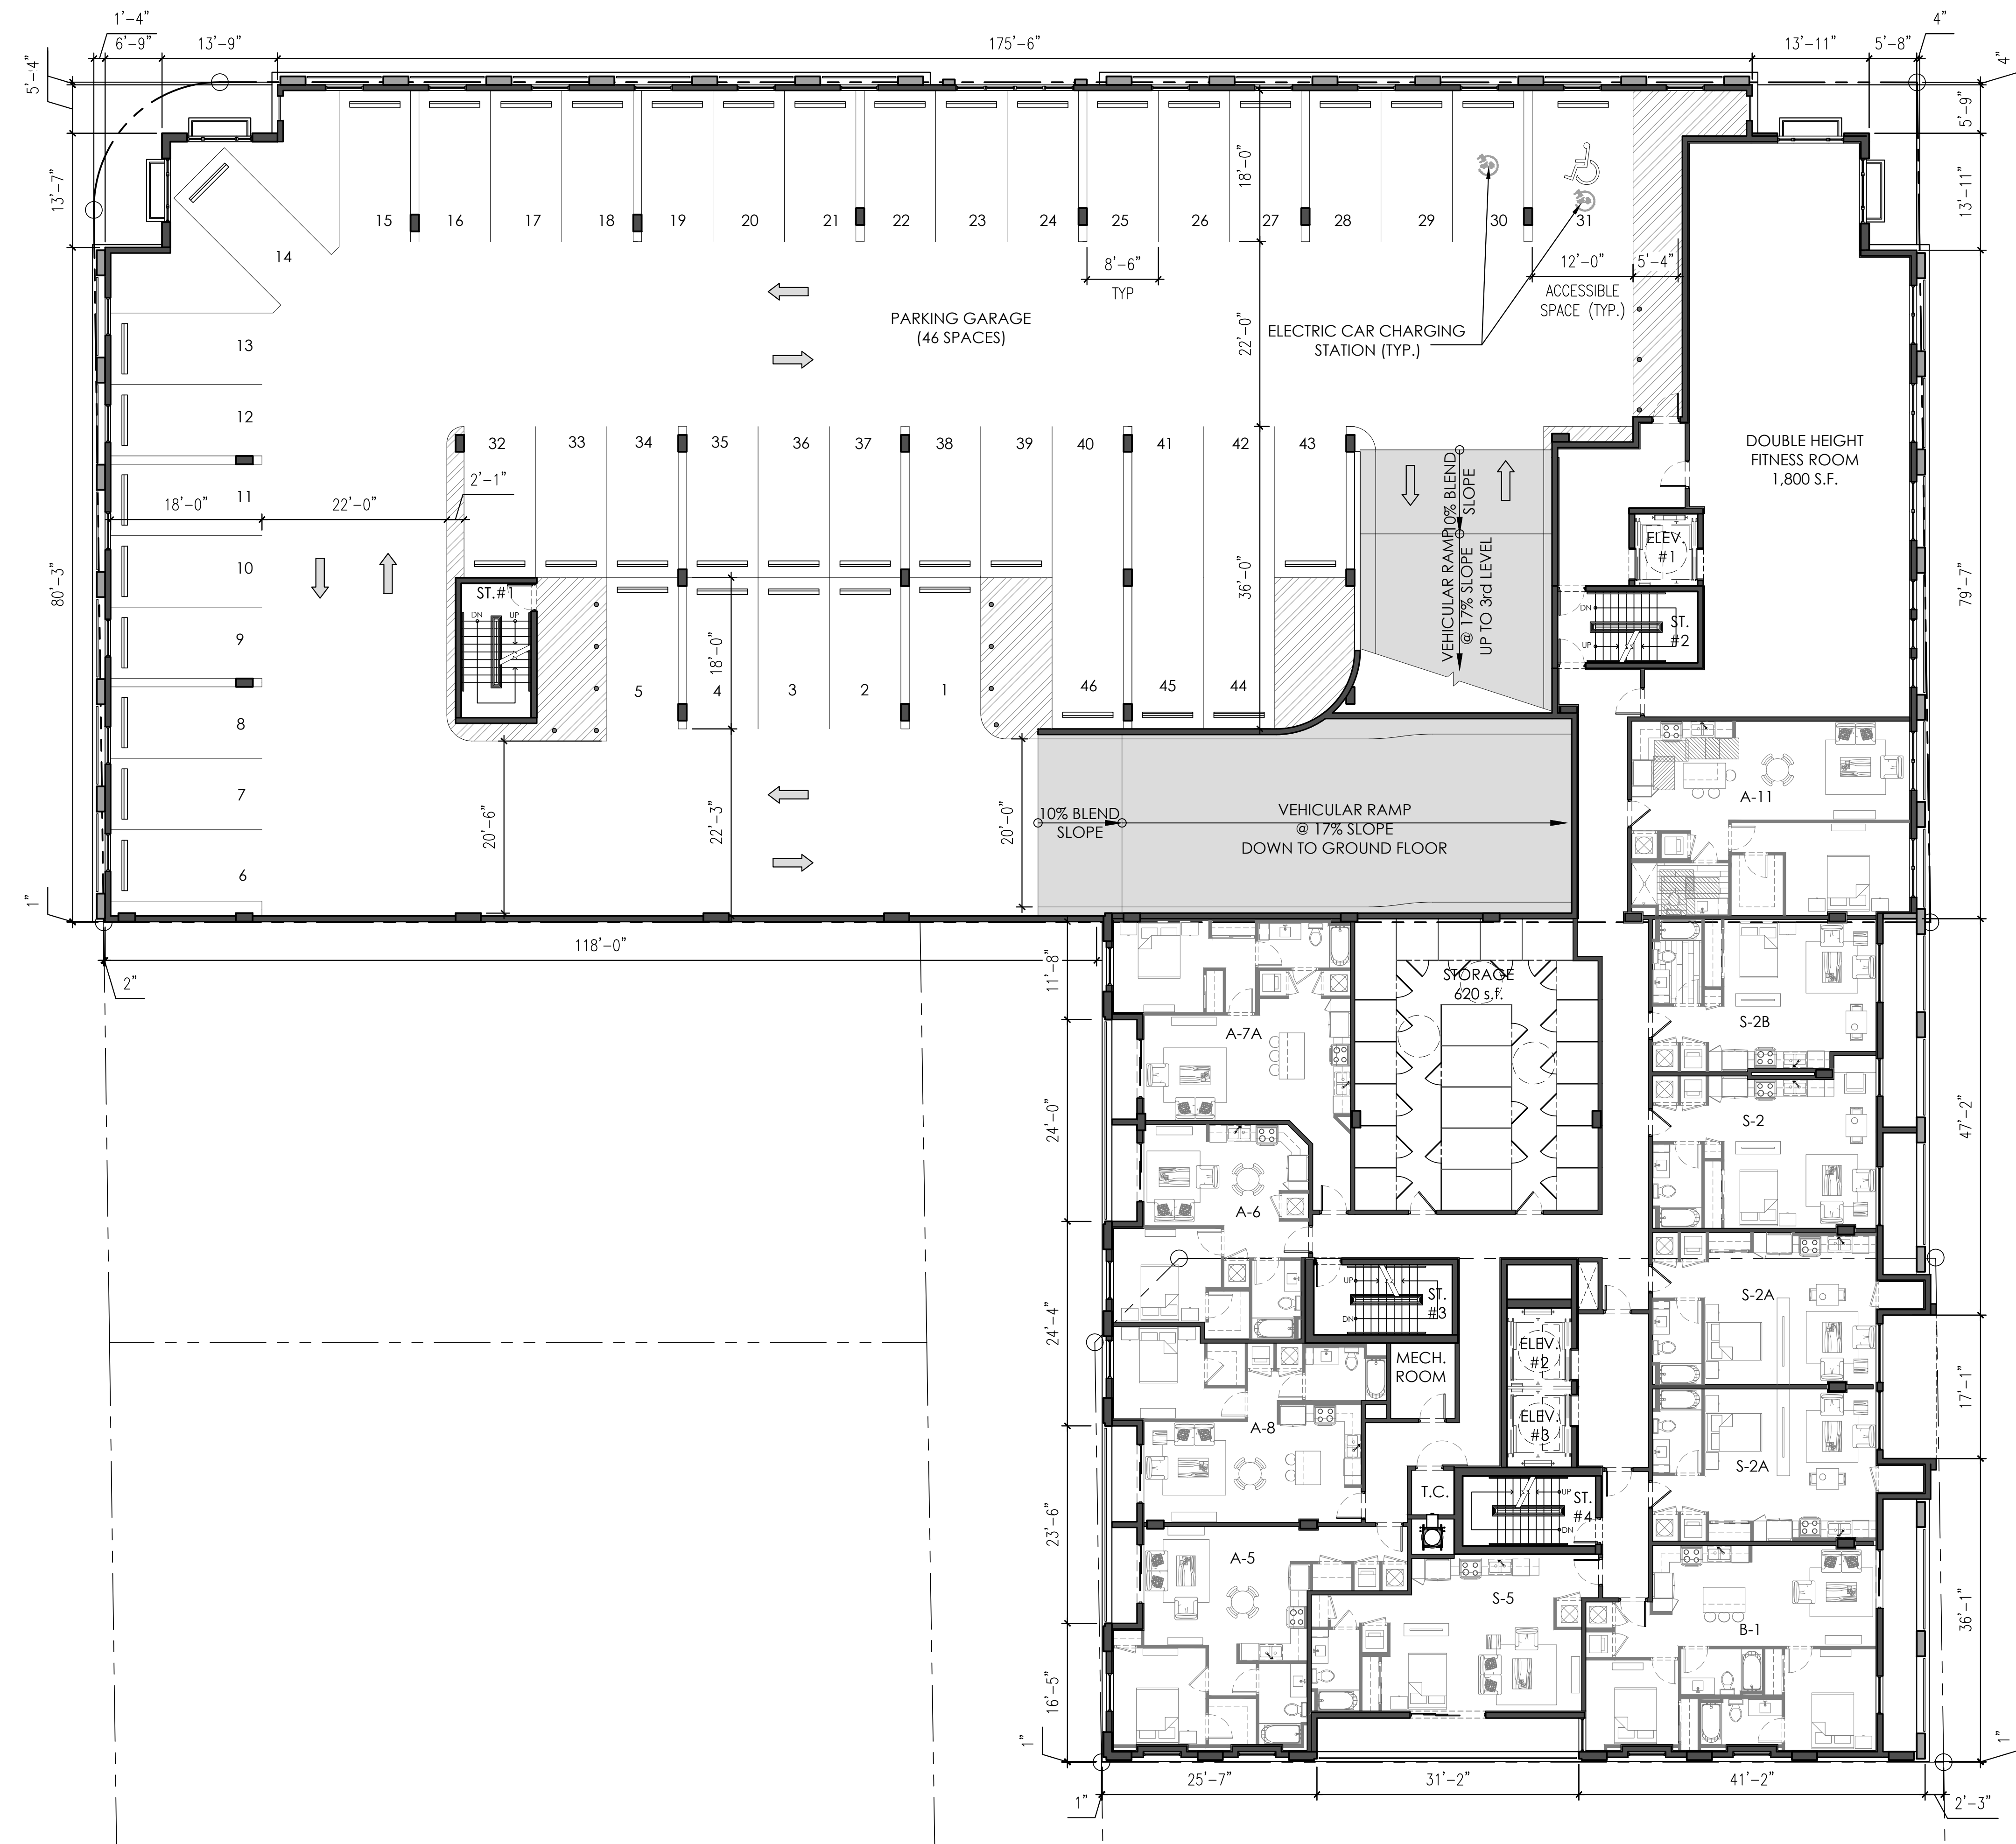 1'-4"
4"
6'-9"
13'-9"
175'-6"
13'-11"
5'-8"
5'-4"
4"
5'-9"
13'-7"
13'-11"
18'-0"
15
16
17
18
19
20
21
22
23
24
25
26
27
28
29
30
31
14
8'-6"
TYP
12'-0"
5'-4"
ACCESSIBLE
SPACE (TYP.)
PARKING GARAGE
(46 SPACES)
22'-0"
ELECTRIC CAR CHARGING
STATION (TYP.)
13
12
11
10
9
8
7
6
32
33
34
35
36
37
38
39
40
41
42
43
DOUBLE HEIGHT
FITNESS ROOM
1,800 S.F.
2'-1"
18'-0"
22'-0"
10% BLEND
SLOPE
VEHICULAR RAMP
@ 17% SLOPE
UP TO 3rd LEVEL
ELEV.
#1
80'-3"
79'-7"
36'-0"
ST.#1
DN
UP
18'-0"
DN
UP
ST.
#2
5
4
3
2
1
46
45
44
20'-6"
22'-3"
20'-0"
10% BLEND
SLOPE
VEHICULAR RAMP
@ 17% SLOPE
DOWN TO GROUND FLOOR
A-11
1"
118'-0"
2"
11'-8"
STORAGE
620 s.f.
A-7A
S-2B
24'-0"
S-2
47'-2"
A-6
S-2A
UP
DN
ST.
#3
24'-4"
ELEV.
#2
MECH.
ROOM
17'-1"
A-8
ELEV.
#3
S-2A
T.C.
UP
DN
ST.
#4
23'-6"
A-5
S-5
B-1
36'-1"
16'-5"
1"
1"
25'-7"
31'-2"
41'-2"
1"
2'-3"